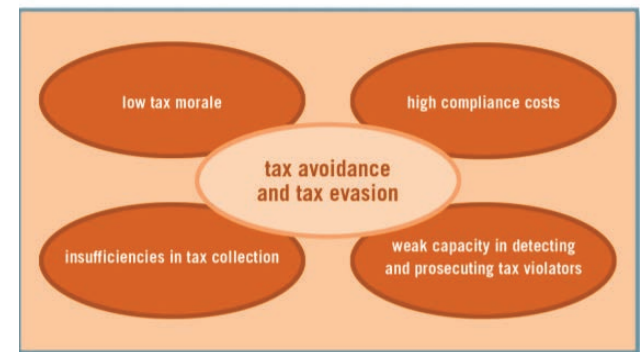 low tax morale
high compliance costs
tax avoidance
and tax evasion
insufficiencies in tax collection
weak capacity in detecting
and prosecuting tax violators